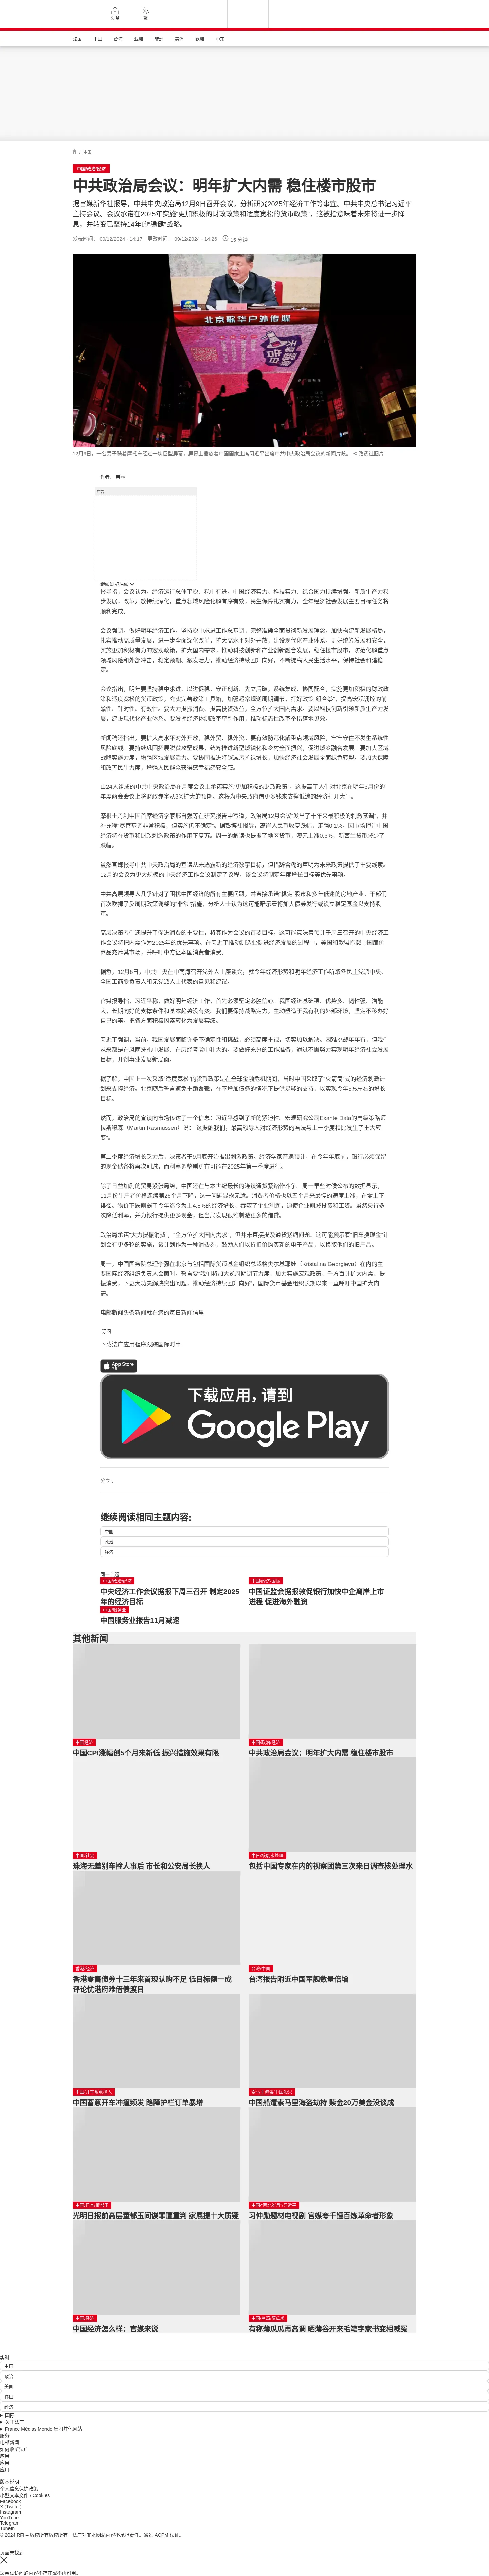 头条
繁
法国
中国
台海
亚洲
非洲
美洲
欧洲
中东
/ 法国
中国/政治/经济
中共政治局会议：明年扩大内需 稳住楼市股市
据官媒新华社报导，中共中央政治局12月9日召开会议，分析研究2025年经济工作等事宜。中共中央总书记习近平主持会议。会议承诺在2025年实施“更加积极的财政政策和适度宽松的货币政策”，这被指意味着未来将进一步降息，并转变已坚持14年的“稳健”战略。
发表时间： 09/12/2024 - 14:17 更改时间： 09/12/2024 - 14:26 15 分钟
北京歌华户外传媒
12月9日，一名男子骑着摩托车经过一块巨型屏幕，屏幕上播放着中国国家主席习近平出席中共中央政治局会议的新闻片段。 © 路透社图片
作者： 弗林
广告
继续浏览后续
报导指，会议认为，经济运行总体平稳、稳中有进，中国经济实力、科技实力、综合国力持续增强。新质生产力稳步发展，改革开放持续深化，重点领域风险化解有序有效，民生保障扎实有力，全年经济社会发展主要目标任务将顺利完成。
会议强调，做好明年经济工作，坚持稳中求进工作总基调，完整准确全面贯彻新发展理念，加快构建新发展格局，扎实推动高质量发展，进一步全面深化改革，扩大高水平对外开放，建设现代化产业体系，更好统筹发展和安全，实施更加积极有为的宏观政策，扩大国内需求，推动科技创新和产业创新融合发展，稳住楼市股市，防范化解重点领域风险和外部冲击，稳定预期、激发活力，推动经济持续回升向好，不断提高人民生活水平，保持社会和谐稳定。
会议指出，明年要坚持稳中求进、以进促稳，守正创新、先立后破，系统集成、协同配合，实施更加积极的财政政策和适度宽松的货币政策，充实完善政策工具箱，加强超常规逆周期调节，打好政策“组合拳”，提高宏观调控的前瞻性、针对性、有效性。要大力提振消费、提高投资效益，全方位扩大国内需求。要以科技创新引领新质生产力发展，建设现代化产业体系。要发挥经济体制改革牵引作用，推动标志性改革举措落地见效。
新闻稿还指出，要扩大高水平对外开放，稳外贸、稳外资。要有效防范化解重点领域风险，牢牢守住不发生系统性风险底线。要持续巩固拓展脱贫攻坚成果，统筹推进新型城镇化和乡村全面振兴，促进城乡融合发展。要加大区域战略实施力度，增强区域发展活力。要协同推进降碳减污扩绿增长，加快经济社会发展全面绿色转型。要加大保障和改善民生力度，增强人民群众获得感幸福感安全感。
由24人组成的中共中央政治局在月度会议上承诺实施“更加积极的财政政策”，这提高了人们对北京在明年3月份的年度两会会议上将财政赤字从3%扩大的预期。这将为中央政府借更多钱来支撑低迷的经济打开大门。
摩根士丹利中国首席经济学家邢自强等在研究报告中写道，政治局12月会议“发出了十年来最积极的刺激基调”，并补充称“尽管基调非常积极，但实施仍不确定”。据彭博社报导，离岸人民币收复跌幅，走强0.1%，因市场押注中国经济将在货币和财政刺激政策的作用下复苏。周一的解读也提振了地区货币，澳元上涨0.3%，新西兰货币减少了跌幅。
虽然官媒报导中共中央政治局的宣读从未透露新的经济数字目标，但措辞含糊的声明为未来政策提供了重要线索。12月的会议为更大规模的中央经济工作会议制定了议程，该会议将制定年度增长目标等优先事项。
中共高层领导人几乎针对了困扰中国经济的所有主要问题，并直接承诺“稳定”股市和多年低迷的房地产业。干部们首次吹捧了反周期政策调整的“非常”措施，分析人士认为这可能暗示着将加大债券发行或设立稳定基金以支持股市。
高层决策者们还提升了促进消费的重要性，将其作为会议的首要目标，这可能意味着预计于周三召开的中央经济工作会议将把内需作为2025年的优先事项。在习近平推动制造业促进经济发展的过程中，美国和欧盟抱怨中国廉价商品充斥其市场，并呼吁中方让本国消费者消费。
据悉，12月6日，中共中央在中南海召开党外人士座谈会，就今年经济形势和明年经济工作听取各民主党派中央、全国工商联负责人和无党派人士代表的意见和建议。
官媒报导指，习近平称，做好明年经济工作，首先必须坚定必胜信心。我国经济基础稳、优势多、韧性强、潜能大，长期向好的支撑条件和基本趋势没有变。我们要保持战略定力，主动塑造于我有利的外部环境，坚定不移办好自己的事，把各方面积极因素转化为发展实绩。
习近平强调，当前，我国发展面临许多不确定性和挑战，必须高度重视，切实加以解决。困难挑战年年有，但我们从来都是在风雨洗礼中发展、在历经考验中壮大的。要做好充分的工作准备，通过不懈努力实现明年经济社会发展目标，开创事业发展新局面。
据了解，中国上一次采取“适度宽松”的货币政策是在全球金融危机期间，当时中国采取了“火箭筒”式的经济刺激计划来支撑经济。北京随后誓言避免重蹈覆辙，在不增加债务的情况下提供足够的支持，以实现今年5%左右的增长目标。
然而，政治局的宣读向市场传达了一个信息：习近平感到了新的紧迫性。宏观研究公司Exante Data的高级策略师拉斯穆森（Martin Rasmussen）说：“这提醒我们，最高领导人对经济形势的看法与上一季度相比发生了重大转变”。
第二季度经济增长乏力后，决策者于9月底开始推出刺激政策。经济学家普遍预计，在今年年底前，银行必须保留的现金储备将再次削减，而利率调整则更有可能在2025年第一季度进行。
除了日益加剧的贸易紧张局势，中国还在与本世纪最长的连续通货紧缩作斗争。周一早些时候公布的数据显示，11月份生产者价格连续第26个月下降，这一问题显露无遗。消费者价格也以五个月来最慢的速度上涨，在零上下徘徊。物价下跌削弱了今年迄今为止4.8%的经济增长，吞噬了企业利润，迫使企业削减投资和工资。虽然央行多次降低利率，并为银行提供更多现金，但当局发现很难刺激更多的借贷。
政治局承诺“大力提振消费”，“全方位扩大国内需求”，但并未直接提及通货紧缩问题。这可能预示着“旧车换现金”计划会有更多轮的实施，该计划作为一种消费券，鼓励人们以折扣价购买新的电子产品，以换取他们的旧产品。
周一，中国国务院总理李强在北京与包括国际货币基金组织总裁格奥尔基耶娃（Kristalina Georgieva）在内的主要国际经济组织负责人会面时，誓言要“我们将加大逆周期调节力度，加力实施宏观政策，千方百计扩大内需、提振消费，下更大功夫解决突出问题，推动经济持续回升向好”，国际货币基金组织长期以来一直呼吁中国扩大内需。
电邮新闻头条新闻就在您的每日新闻信里
订阅
下载法广应用程序跟踪国际时事
App Store
下载
下载应用，请到
Google Play
分享 :
继续阅读相同主题内容:
中国
政治
经济
同一主题
中国/政治/经济
中央经济工作会议据报下周三召开 制定2025年的经济目标
中国/经济/国际
中国证监会据报敦促银行加快中企离岸上市进程 促进海外融资
中国/服务业
中国服务业报告11月减速
其他新闻
中国经济
中国CPI涨幅创5个月来新低 振兴措施效果有限
中国/政治/经济
中共政治局会议：明年扩大内需 稳住楼市股市
中国/社监
珠海无差别车撞人事后 市长和公安局长换人
中日/核废水处理
包括中国专家在内的视察团第三次来日调查核处理水
香港/经济
香港零售债券十三年来首现认购不足 低目标额一成 评论忧港府难借债渡日
台湾/中国
台湾报告附近中国军舰数量倍增
中国/开车蓄意撞人
中国蓄意开车冲撞频发 路障护栏订单暴增
索马里海盗/中国船只
中国船遭索马里海盗劫持 赎金20万美金没谈成
中国/日本/董郁玉
光明日报前高层董郁玉间谍罪遭重判 家属提十大质疑
中国/“西北岁月”/习近平
习仲勋题材电视剧 官媒夸千锤百炼革命者形象
中国/经济
中国经济怎么样：官媒来说
中国/台湾/薄瓜瓜
有称薄瓜瓜再高调 晒薄谷开来毛笔字家书变相喊冤
实时
中国
政治
美国
韩国
经济
国际
关于法广
France Médias Monde 集团其他网站
服务
电邮新闻
如何收听法广
应用
应用
应用
版本说明
个人信息保护政策
小型文本文件 / Cookies
Facebook
X (Twitter)
Instagram
YouTube
Telegram
TuneIn
© 2024 RFI – 版权所有版权所有。法广对非本网站内容不承担责任。通过 ACPM 认证。
页面未找到
您尝试访问的内容不存在或不再可用。